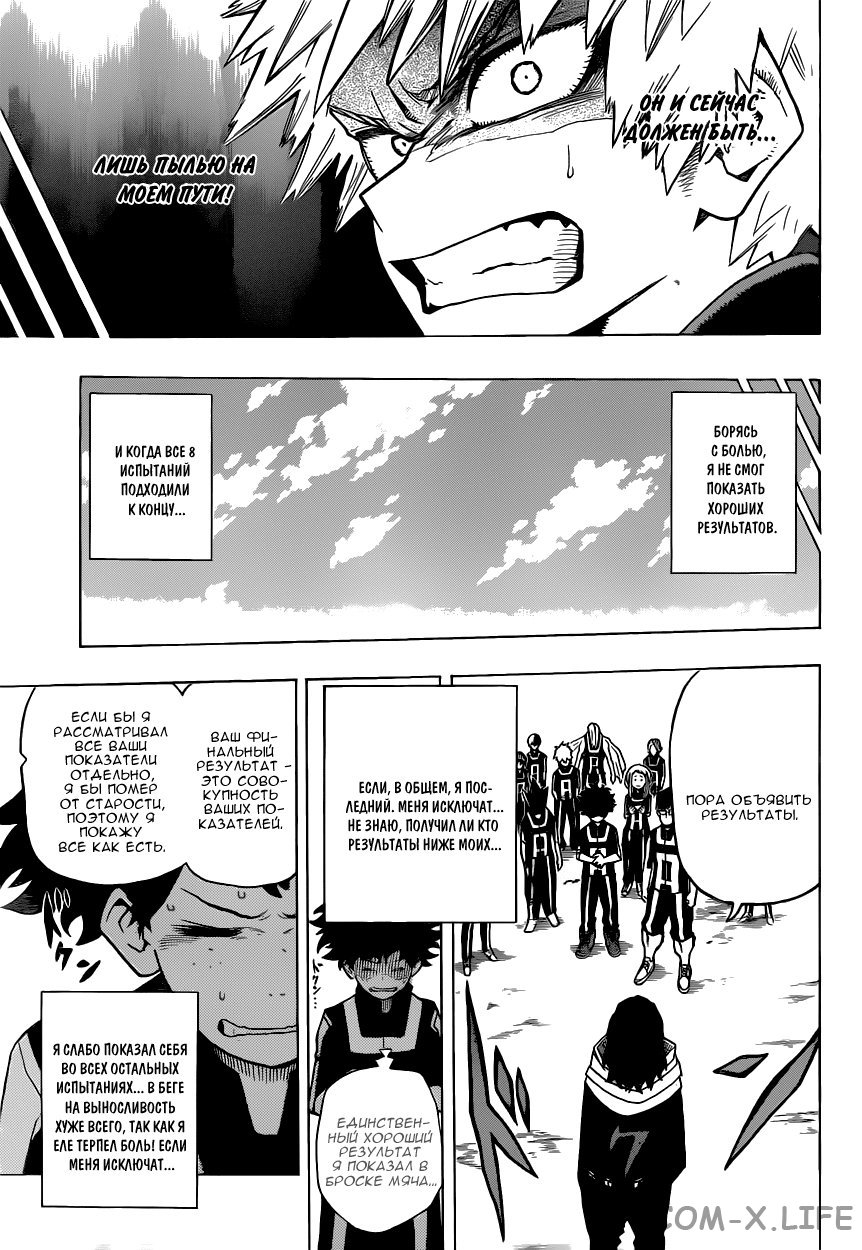 ОН И СЕЙЧАС
ДОЛЖЕН БЫТЬ...
ЛИШЬ ПЫЛЬЮ НА
МОЕМ ПУТИ!
БОРЯСЬ
С БОЛЬЮ,
Я НЕ СМОГ
ПОКАЗАТЬ
ХОРОШИХ
РЕЗУЛЬТАТОВ.
И КОГДА ВСЕ 8
ИСПЫТАНИЙ
ПОДХОДИЛИ
К КОНЦУ...
ПОРА ОБЪЯВИТЬ
РЕЗУЛЬТАТЫ.
ЕСЛИ, В ОБЩЕМ, Я ПОС-
ЛЕДНИЙ. МЕНЯ ИСКЛЮЧАТ...
НЕ ЗНАЮ, ПОЛУЧИЛ ЛИ КТО
РЕЗУЛЬТАТЫ НИЖЕ МОИХ...
ЕДИНСТВЕН-
НЫЙ ХОРОШИЙ
РЕЗУЛЬТАТ
Я ПОКАЗАЛ В
БРОСКЕ МЯЧА...
ВАШ ФИ-
НАЛЬНЫЙ
РЕЗУЛЬТАТ -
ЭТО СОВО-
КУПНОСТЬ
ВАШИХ ПО-
КАЗАТЕЛЕЙ.
ЕСЛИ БЫ Я
РАССМАТРИВАЛ
ВСЕ ВАШИ
ПОКАЗАТЕЛИ
ОТДЕЛЬНО,
Я БЫ ПОМЕР
ОТ СТАРОСТИ,
ПОЭТОМУ Я
ПОКАЖУ
ВСЕ КАК ЕСТЬ.
Я СЛАБО ПОКАЗАЛ СЕБЯ
ВО ВСЕХ ОСТАЛЬНЫХ
ИСПЫТАНИЯХ... В БЕГЕ
НА ВЫНОСЛИВОСТЬ
ХУЖЕ ВСЕГО, ТАК КАК Я
ЕЛЕ ТЕРПЕЛ БОЛЬ! ЕСЛИ
МЕНЯ ИСКЛЮЧАТ...
COM-X.LIFE